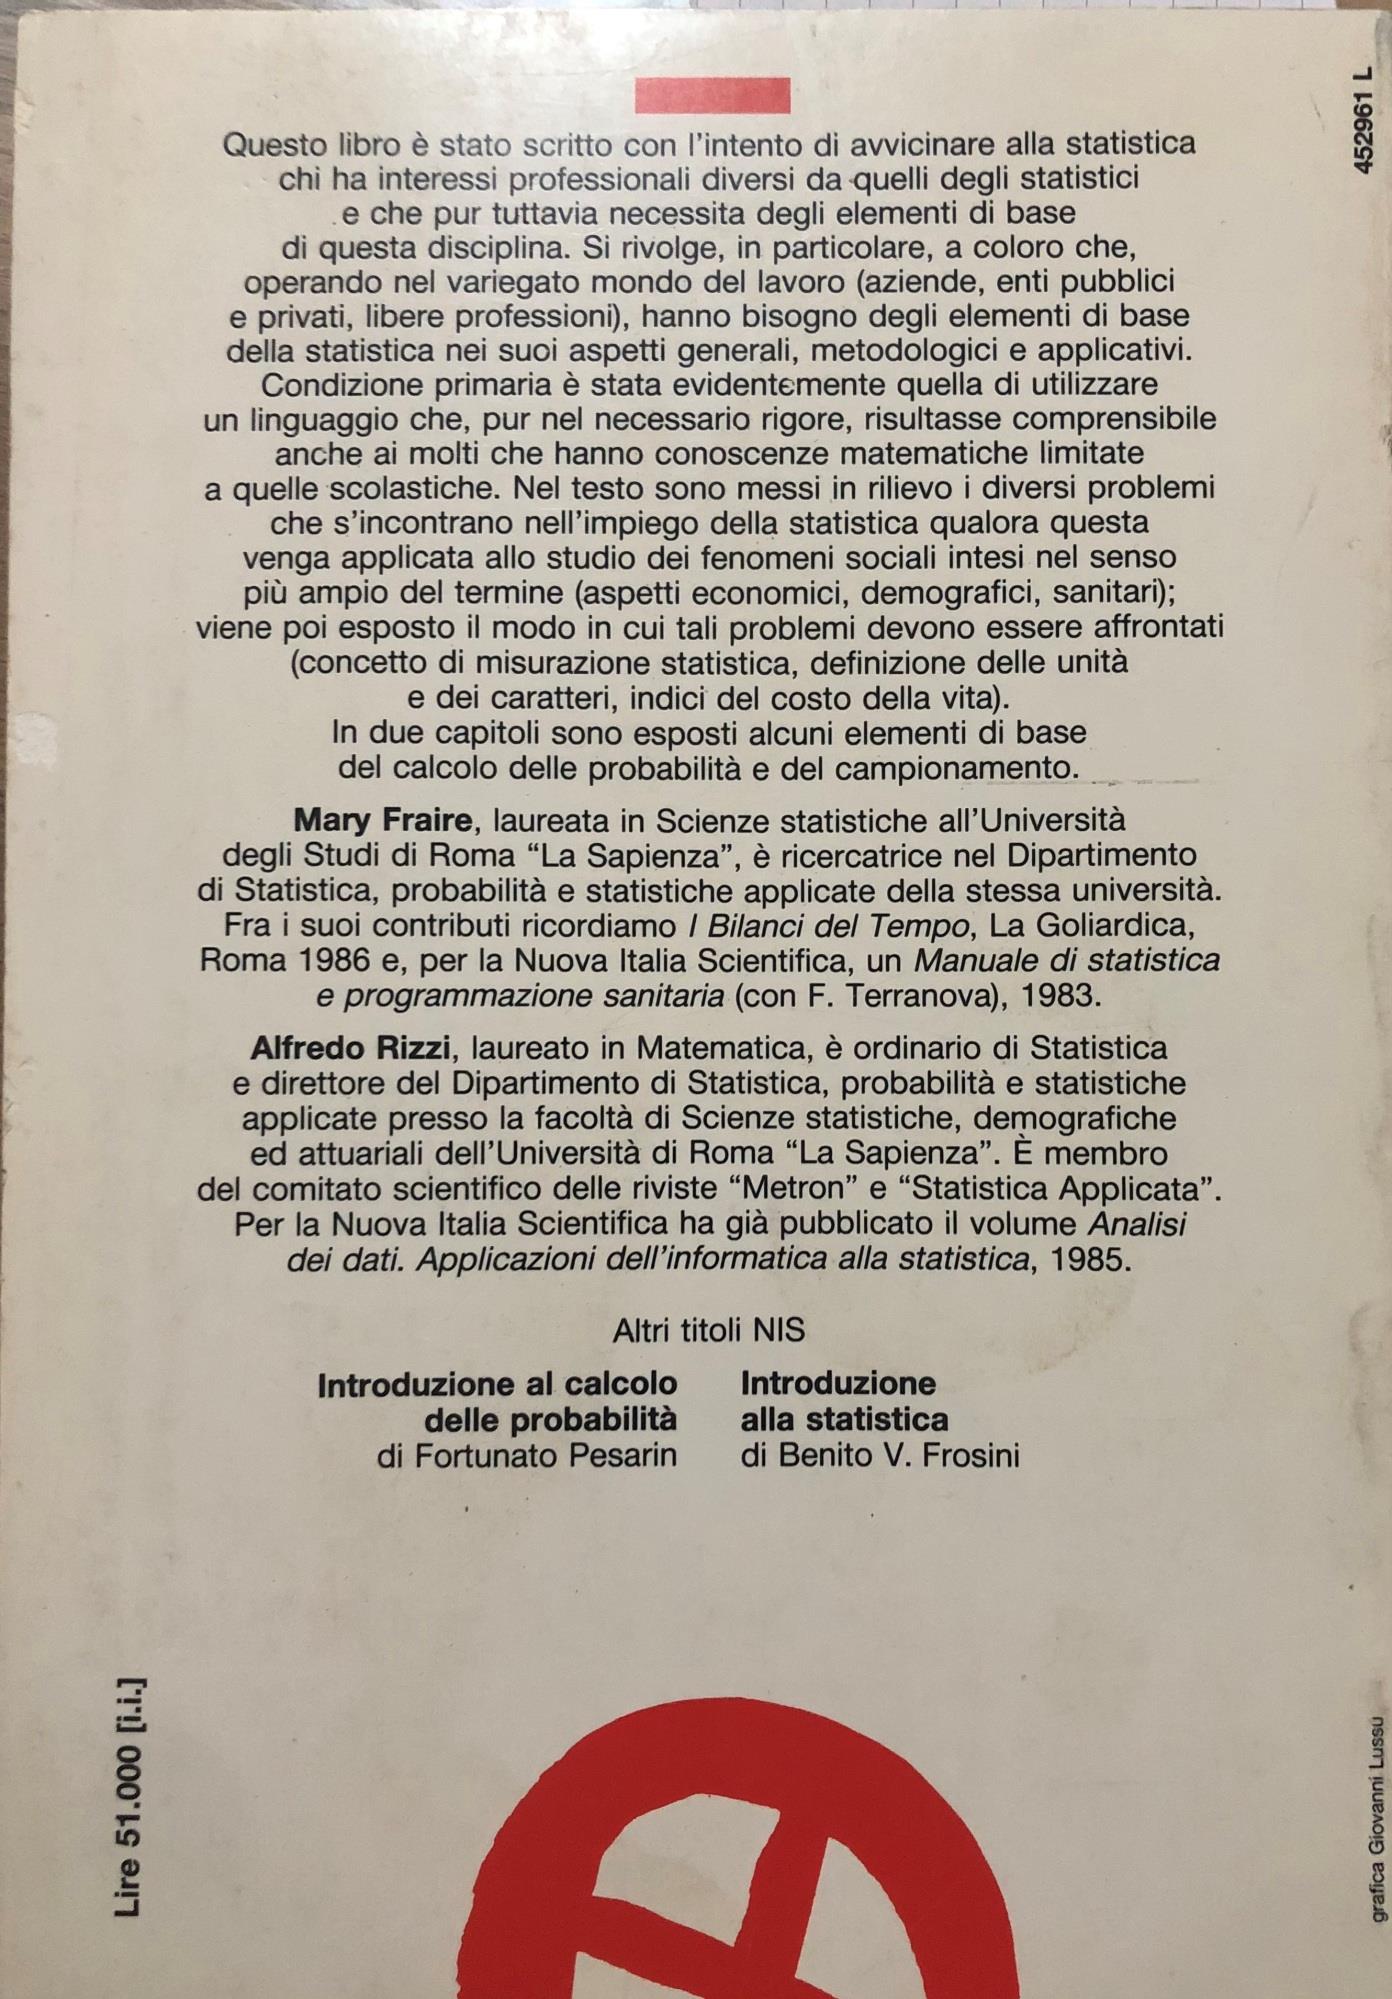 452961 L
Questo libro è stato scritto con l'intento di avvicinare alla statistica
chi ha interessi professionali diversi da quelli degli statistici
e che pur tuttavia necessita degli elementi di base
di questa disciplina. Si rivolge, in particolare, a coloro che,
operando nel variegato mondo del lavoro (aziende, enti pubblici
e privati, libere professioni), hanno bisogno degli elementi di base
della statistica nei suoi aspetti generali, metodologici e applicativi.
Condizione primaria è stata evidentemente quella di utilizzare
un linguaggio che, pur nel necessario rigore, risultasse comprensibile
anche ai molti che hanno conoscenze matematiche limitate
a quelle scolastiche. Nel testo sono messi in rilievo i diversi problemi
che s'incontrano nell'impiego della statistica qualora questa
venga applicata allo studio dei fenomeni sociali intesi nel senso
più ampio del termine (aspetti economici, demografici, sanitari);
viene poi esposto il modo in cui tali problemi devono essere affrontati
(concetto di misurazione statistica, definizione delle unità
e dei caratteri, indici del costo della vita).
In due capitoli sono esposti alcuni elementi di base
del calcolo delle probabilità e del campionamento.
Mary Fraire, laureata in Scienze statistiche all'Università
degli Studi di Roma “La Sapienza”, è ricercatrice nel Dipartimento
di Statistica, probabilità e statistiche applicate della stessa università.
Fra i suoi contributi ricordiamo I Bilanci del Tempo, La Goliardica,
Roma 1986 e, per la Nuova Italia Scientifica, un Manuale di statistica
e programmazione sanitaria (con F. Terranova), 1983.
Alfredo Rizzi, laureato in Matematica, è ordinario di Statistica
e direttore del Dipartimento di Statistica, probabilità e statistiche
applicate presso la facoltà di Scienze statistiche, demografiche
ed attuariali dell'Università di Roma “La Sapienza”. È membro
del comitato scientifico delle riviste “Metron” e “Statistica Applicata”.
Per la Nuova Italia Scientifica ha già pubblicato il volume Analisi
dei dati. Applicazioni dell'informatica alla statistica, 1985.
Altri titoli NIS
Introduzione al calcolo
delle probabilità
di Fortunato Pesarin
Introduzione
alla statistica
di Benito V. Frosini
Lire 51.000 [i.i.]
grafica Giovanni Lussu